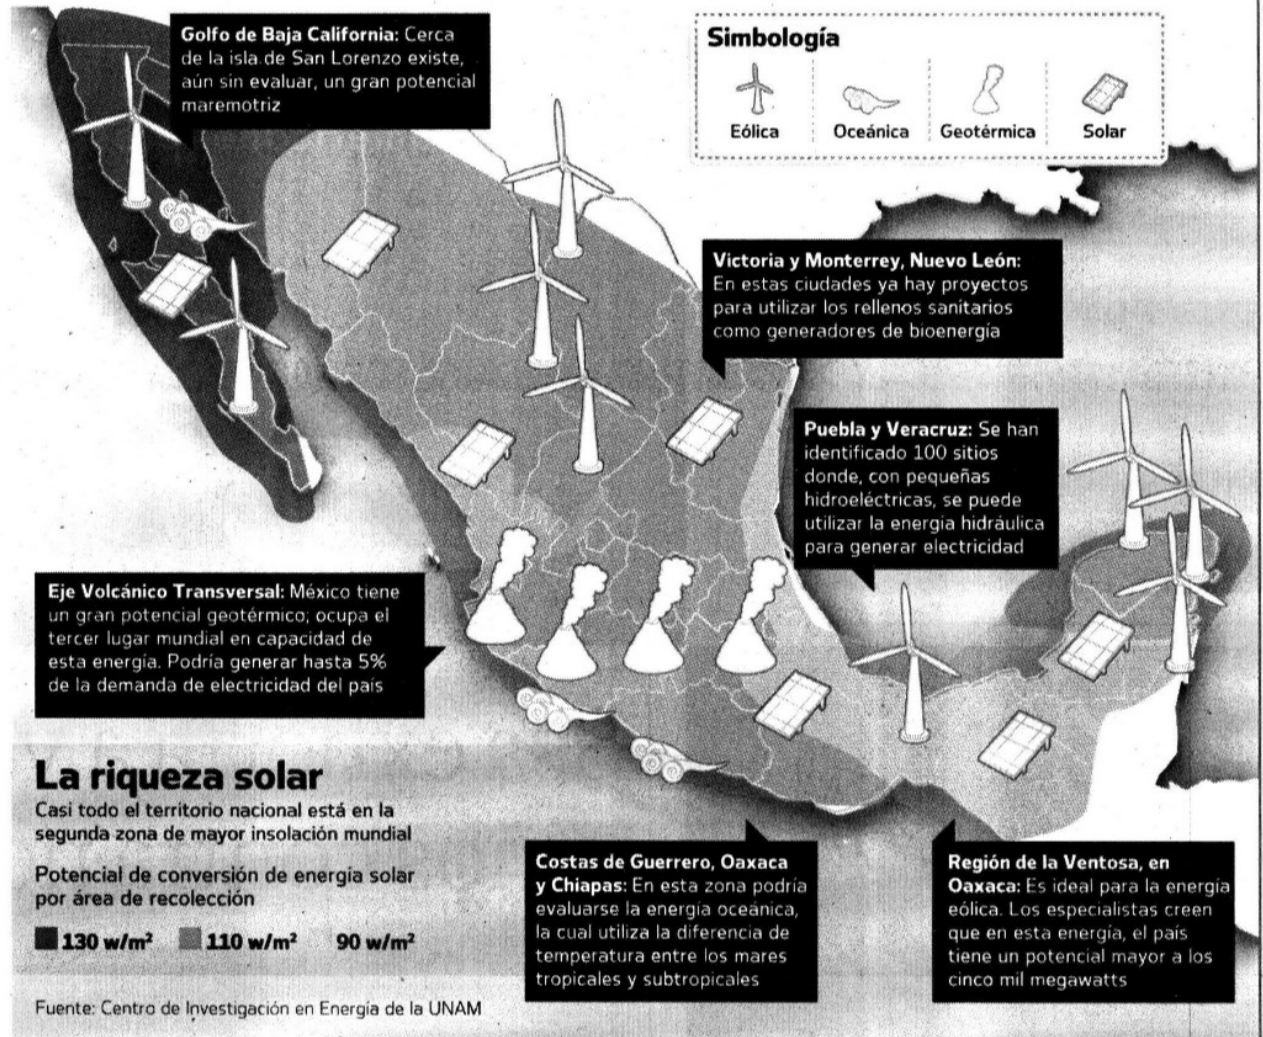 Golfo de Baja California: Cerca
de la isla de San Lorenzo existe,
aún sin evaluar, un gran potencial
maremotriz
Simbología
Eólica
Oceánica
Geotérmica
Solar
Victoria y Monterrey, Nuevo León:
En estas ciudades ya hay proyectos
para utilizar los rellenos sanitarios
como generadores de bioenergía
Puebla y Veracruz: Se han
identificado 100 sitios
donde, con pequeñas
hidroeléctricas, se puede
utilizar la energía hidráulica
para generar electricidad
Eje Volcánico Transversal: México tiene
un gran potencial geotérmico; ocupa el
tercer lugar mundial en capacidad de
esta energía. Podría generar hasta 5%
de la demanda de electricidad del país
La riqueza solar
Casi todo el territorio nacional está en la
segunda zona de mayor insolación mundial
Potencial de conversión de energía solar
por área de recolección
130 w/m² 110 w/m² 90 w/m²
Costas de Guerrero, Oaxaca
y Chiapas: En esta zona podría
evaluarse la energía oceánica,
la cual utiliza la diferencia de
temperatura entre los mares
tropicales y subtropicales
Región de la Ventosa, en
Oaxaca: Es ideal para la energía
eólica. Los especialistas creen
que en esta energía, el país
tiene un potencial mayor a los
cinco mil megawatts
Fuente: Centro de Investigación en Energía de la UNAM